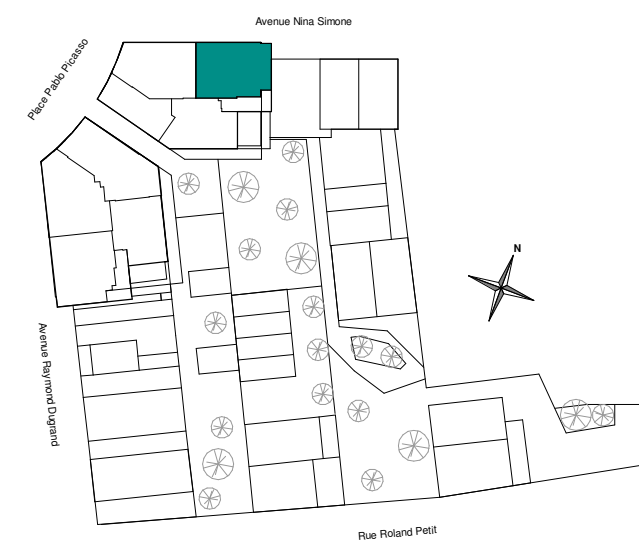 Avenue Nina Simone
Place Pablo Picasso
N
Avenue Raymond Dugrand
Rue Roland Petit